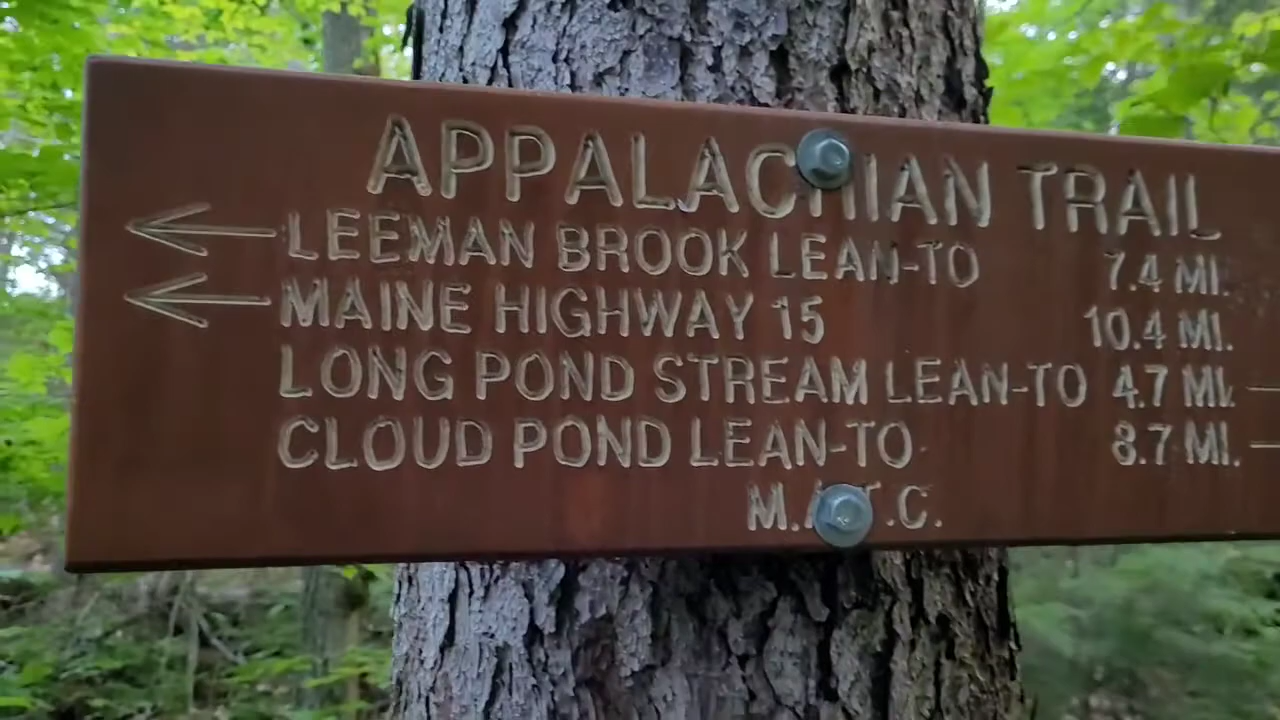 APPALACHIAN TRAIL
LEEMAN BROOK LEAN-TO 7.4 MI.
MAINE HIGHWAY 15 10.4 MI.
LONG POND STREAM LEAN-TO 4.7 MI.
CLOUD POND LEAN-TO 8.7 MI.
M.A.T.C.